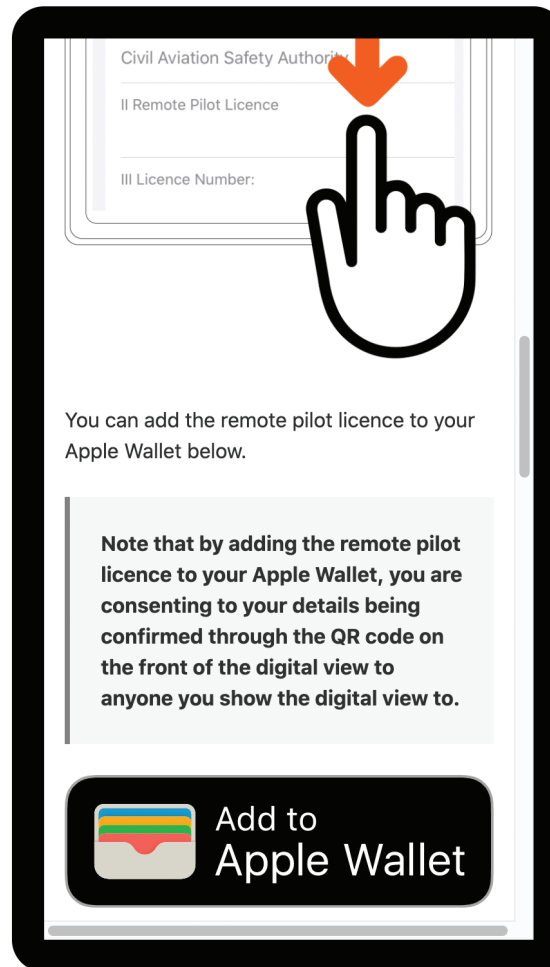 Civil Aviation Safety Authority
II Remote Pilot Licence
III Licence Number:
You can add the remote pilot licence to your
Apple Wallet below.
Note that by adding the remote pilot
licence to your Apple Wallet, you are
consenting to your details being
confirmed through the QR code on
the front of the digital view to
anyone you show the digital view to.
Add to
Apple Wallet